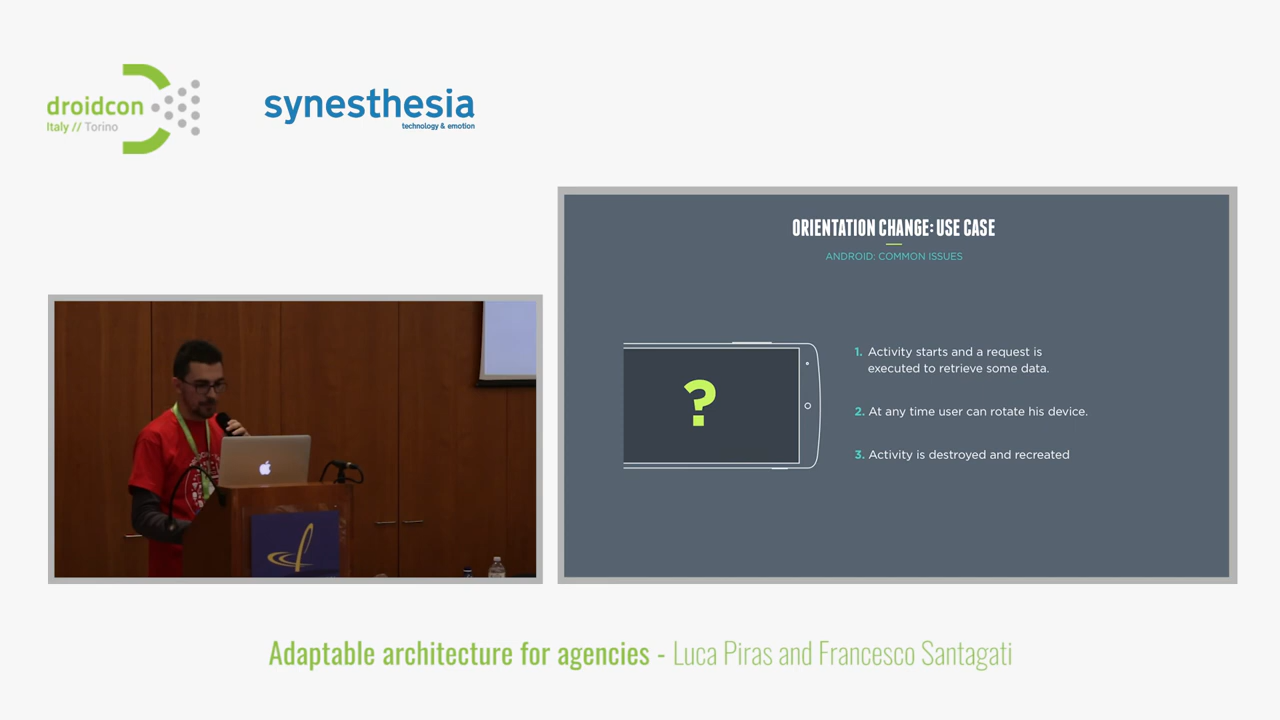 droidcon
Italy // Torino
synesthesia
technology & emotion
ORIENTATION CHANGE: USE CASE
ANDROID: COMMON ISSUES
?
1. Activity starts and a request is
executed to retrieve some data.
2. At any time user can rotate his device.
3. Activity is destroyed and recreated
Adaptable architecture for agencies - Luca Piras and Francesco Santagati